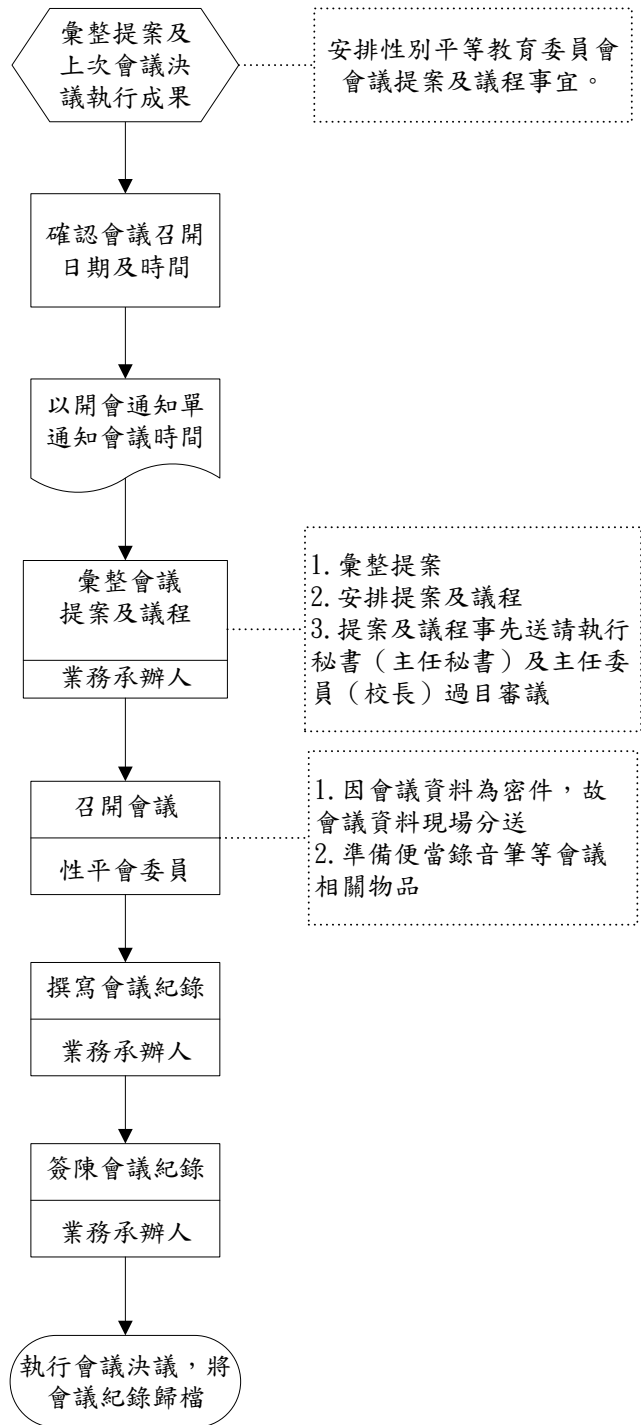 彙整提案及
上次會議決
議執行成果
安排性別平等教育委員會
會議提案及議程事宜。
確認會議召開
日期及時間
以開會通知單
通知會議時間
彙整會議
提案及議程
業務承辦人
1. 彙整提案
2. 安排提案及議程
3. 提案及議程事先送請執行
秘書（主任秘書）及主任委
員（校長）過目審議
召開會議
性平會委員
1. 因會議資料為密件，故
會議資料現場分送
2. 準備便當錄音筆等會議
相關物品
撰寫會議紀錄
業務承辦人
簽陳會議紀錄
業務承辦人
執行會議決議，將
會議紀錄歸檔